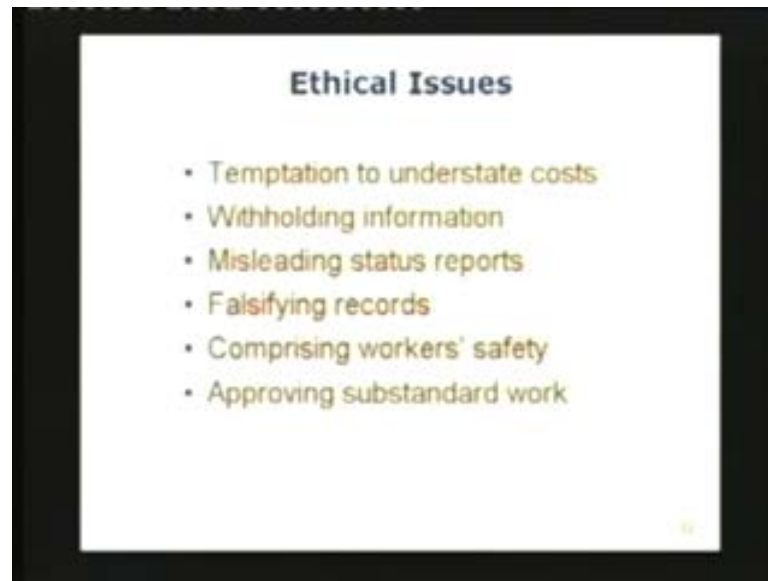 Ethical Issues
• Temptation to understate costs
• Withholding information
• Misleading status reports
• Falsifying records
• Comprising workers' safety
• Approving substandard work